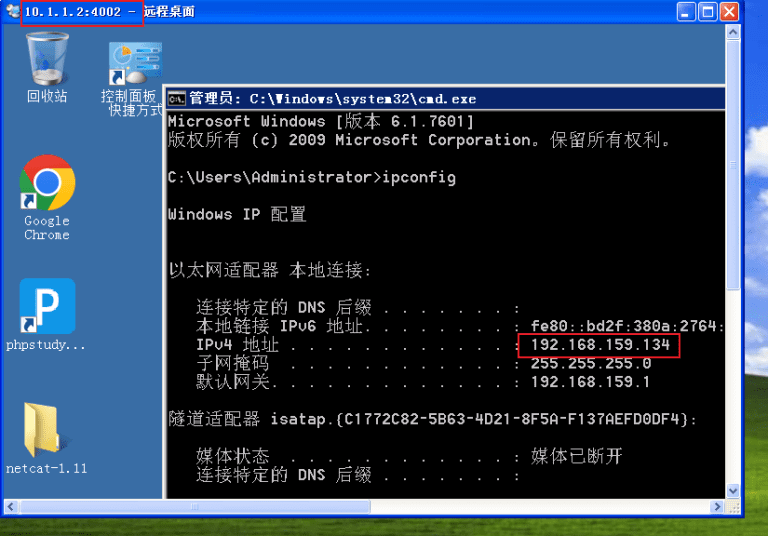 10.1.1.2:4002 - 远程桌面
回收站
控制面板
快捷方式
Google
Chrome
phpstudy...
netcat-1.11
管理员: C:\Windows\system32\cmd.exe
Microsoft Windows [版本 6.1.7601]
版权所有 (c) 2009 Microsoft Corporation。保留所有权利。
C:\Users\Administrator>ipconfig
Windows IP 配置
以太网适配器 本地连接:
连接特定的 DNS 后缀 . . . . . . . :
本地链接 IPv6 地址. . . . . . . . : fe80::bd2f:380a:2764:
IPv4 地址 . . . . . . . . . . . . : 192.168.159.134
子网掩码 . . . . . . . . . . . . : 255.255.255.0
默认网关. . . . . . . . . . . . . : 192.168.159.1
隧道适配器 isatap.{C1772C82-5B63-4D21-8F5A-F137AEFD0DF4}:
媒体状态 . . . . . . . . . . . . : 媒体已断开
连接特定的 DNS 后缀 . . . . . . . :